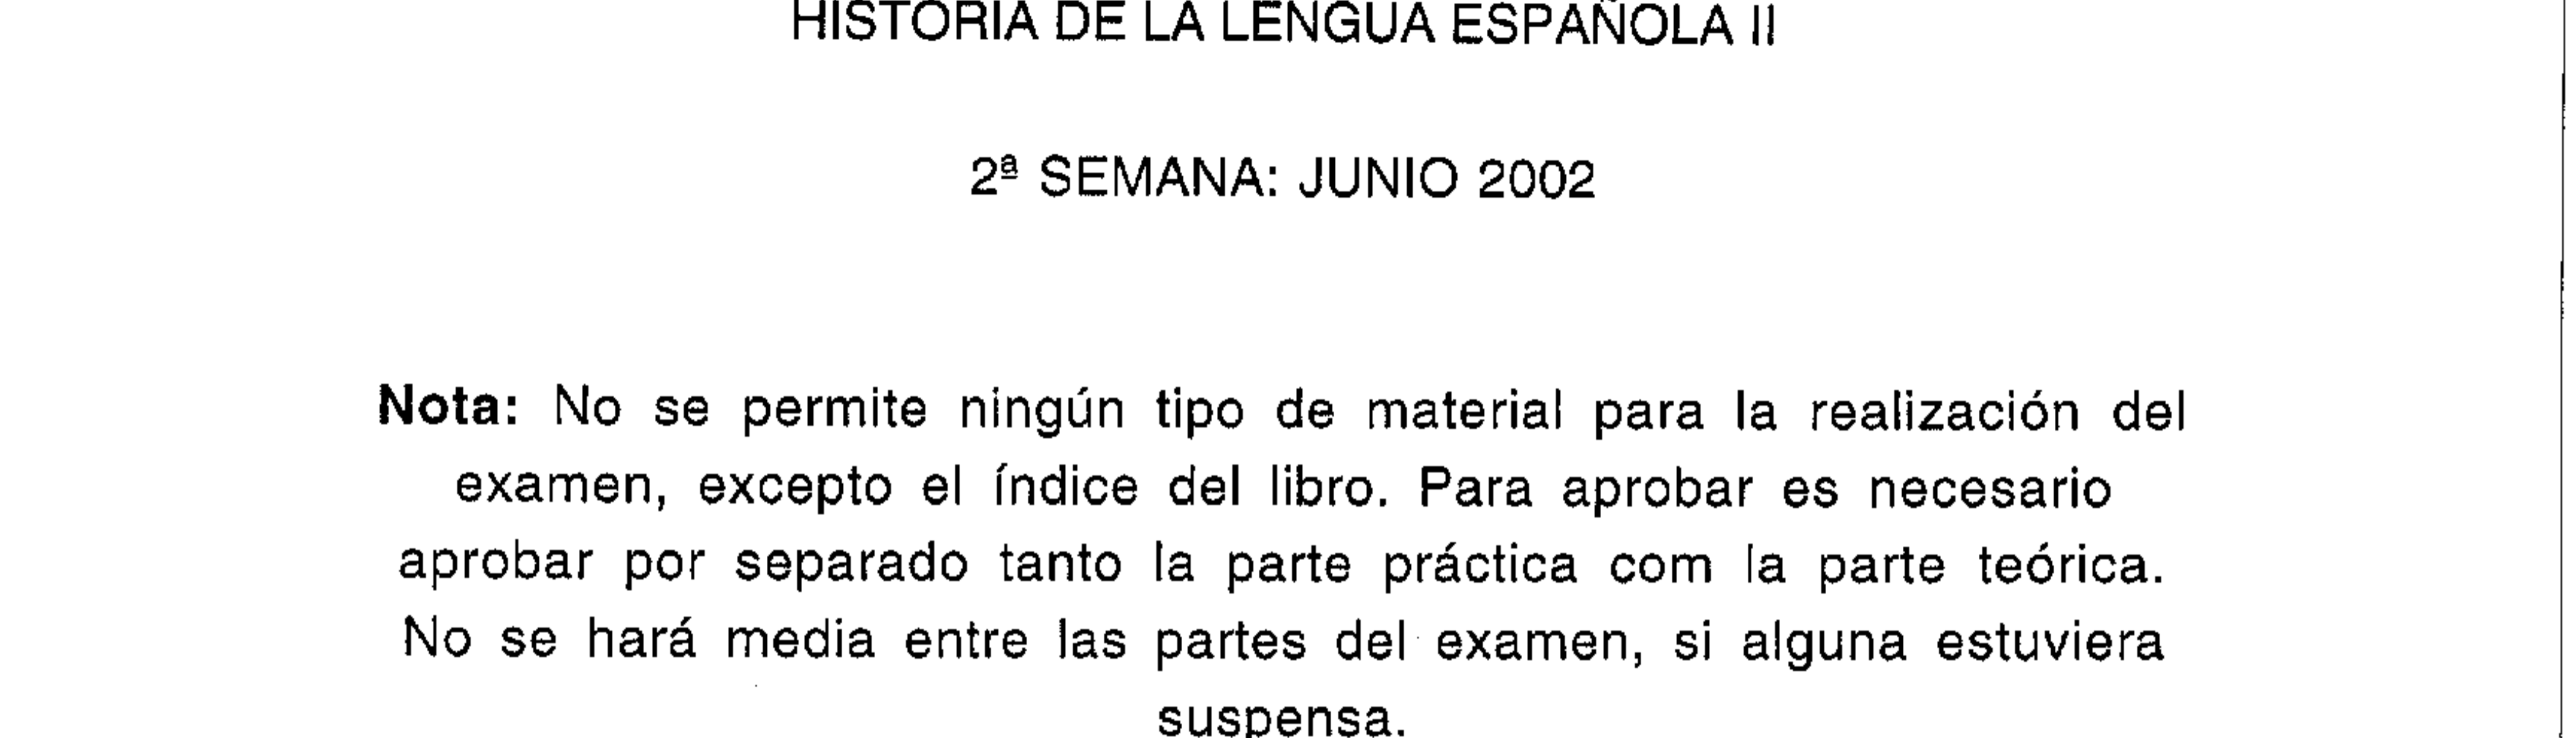 HISTORIA DE LA LENGUA ESPAÑOLA II
2ª SEMANA: JUNIO 2002
Nota: No se permite ningún tipo de material para la realización del
examen, excepto el índice del libro. Para aprobar es necesario
aprobar por separado tanto la parte práctica com la parte teórica.
No se hará media entre las partes del examen, si alguna estuviera
suspensa.